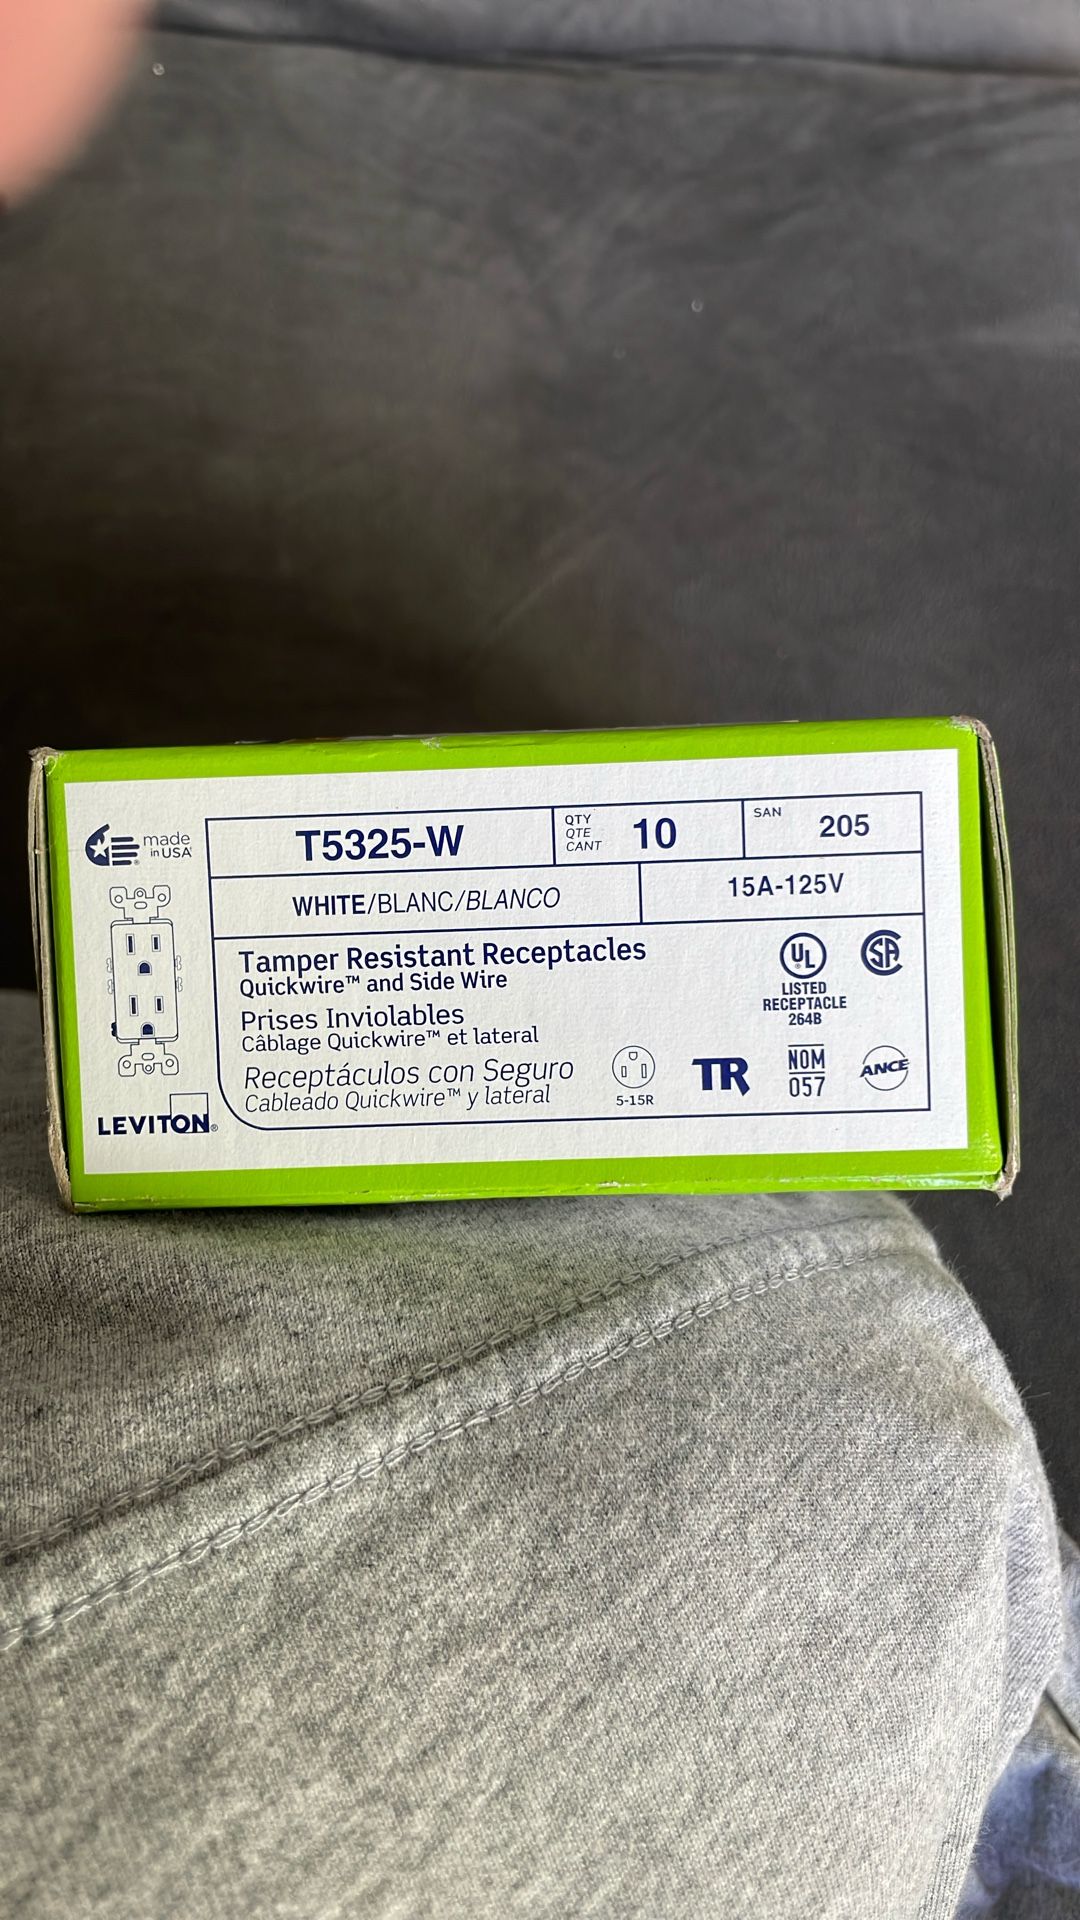 made
in USA
T5325-W
QTY
QTE
CANT
10
SAN
205
WHITE/BLANC/BLANCO
15A-125V
Tamper Resistant Receptacles
Quickwire™ and Side Wire
Prises Inviolables
Câblage Quickwire™ et lateral
Receptáculos con Seguro
Cableado Quickwire™ y lateral
5-15R
TR
UL
LISTED
RECEPTACLE
264B
SA
NOM
057
ANCE
LEVITON®